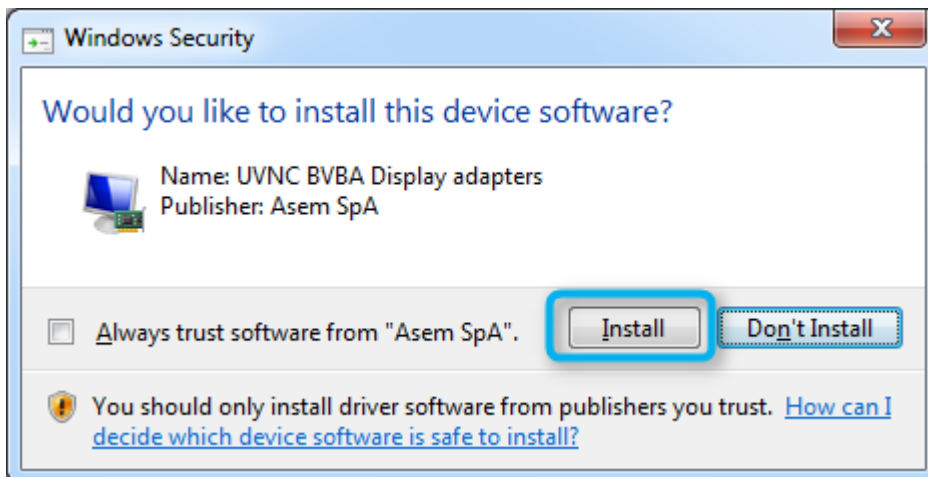 Windows Security
Would you like to install this device software?
Name: UVNC BVBA Display adapters
Publisher: Asem SpA
Always trust software from "Asem SpA".
Install
Don't Install
You should only install driver software from publishers you trust. How can I
decide which device software is safe to install?